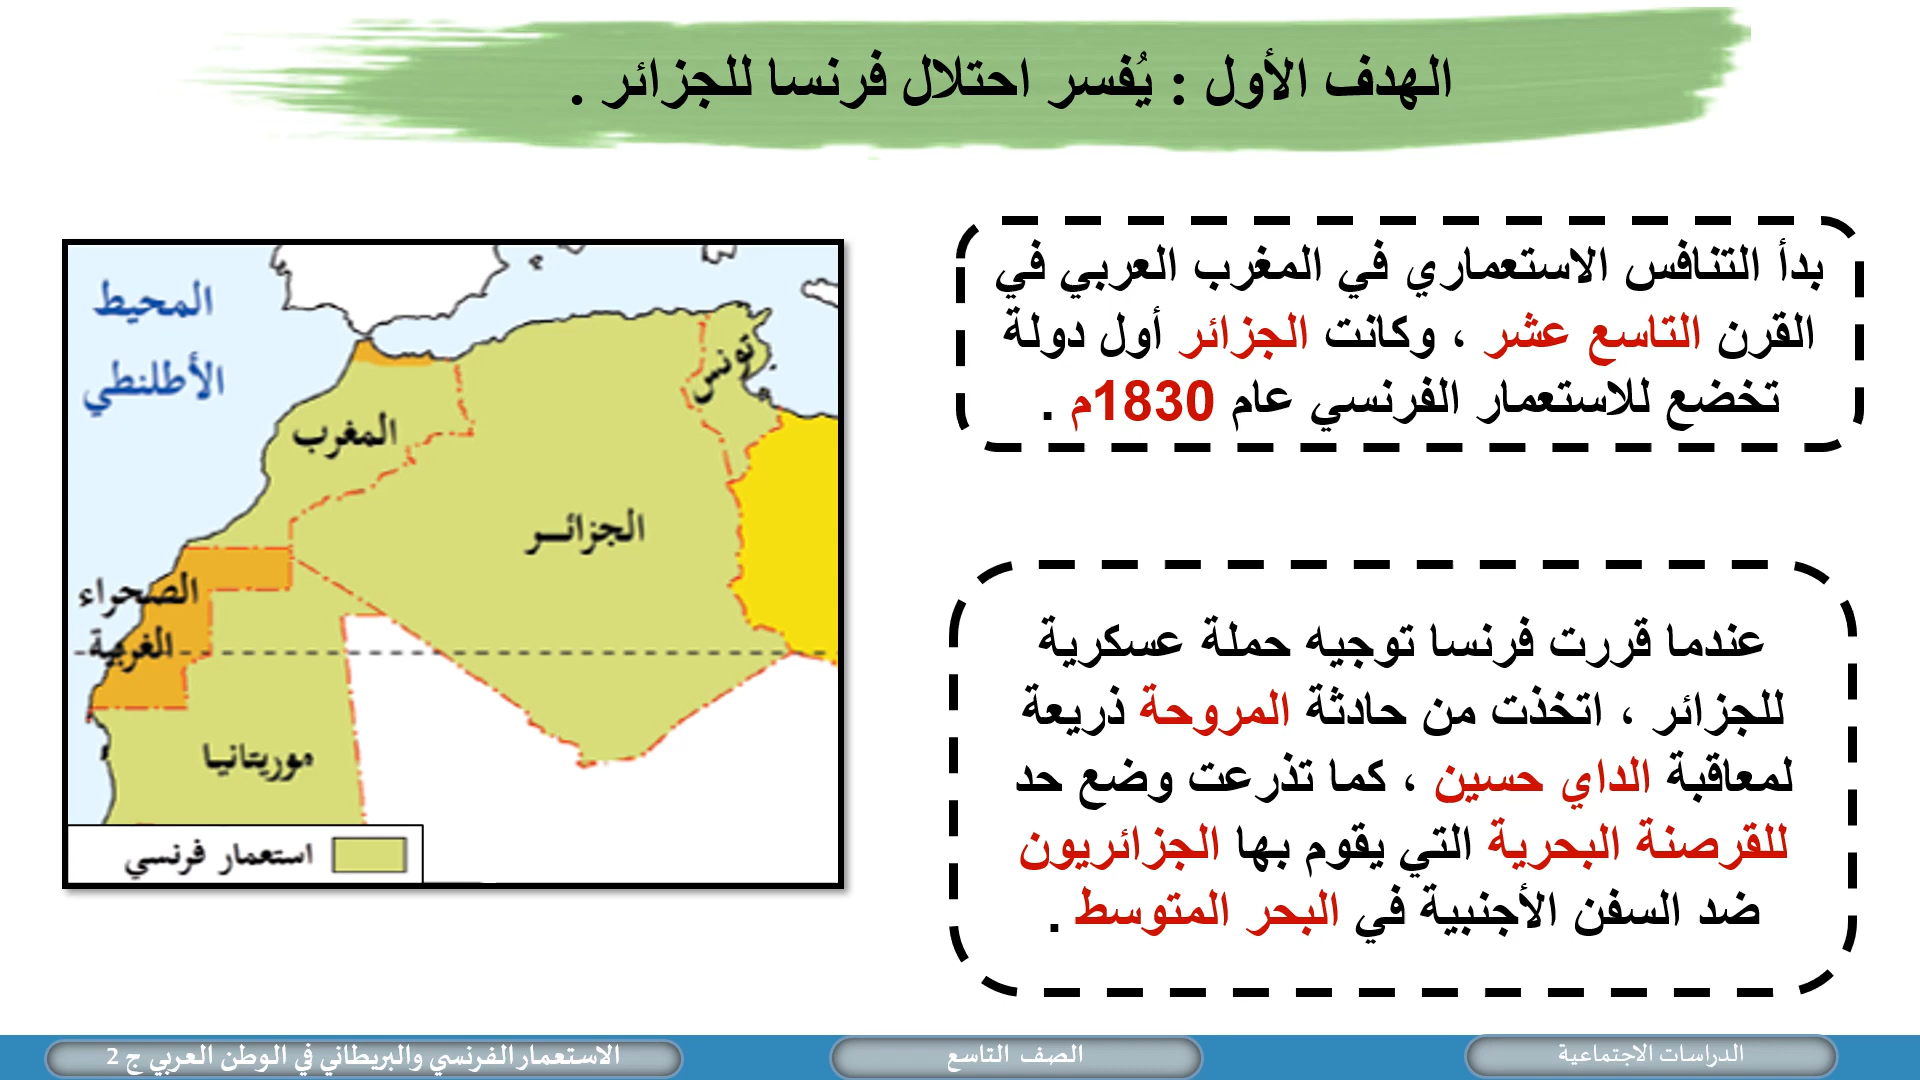 الهدف الأول : يُفسر احتلال فرنسا للجزائر .
بدأ التنافس الاستعماري في المغرب العربي في
القرن التاسع عشر ، وكانت الجزائر أول دولة
تخضع للاستعمار الفرنسي عام 1830م .
عندما قررت فرنسا توجيه حملة عسكرية
للجزائر ، اتخذت من حادثة المروحة ذريعة
لمعاقبة الداي حسين ، كما تذرعت وضع حد
للقرصنة البحرية التي يقوم بها الجزائريون
ضد السفن الأجنبية في البحر المتوسط .
المحيط
الأطلنطي
تونس
المغرب
الجزائر
الصحراء
الغربية
موريتانيا
استعمار فرنسي
الدراسات الاجتماعية
الصف التاسع
الاستعمار الفرنسي والبريطاني في الوطن العربي ج 2